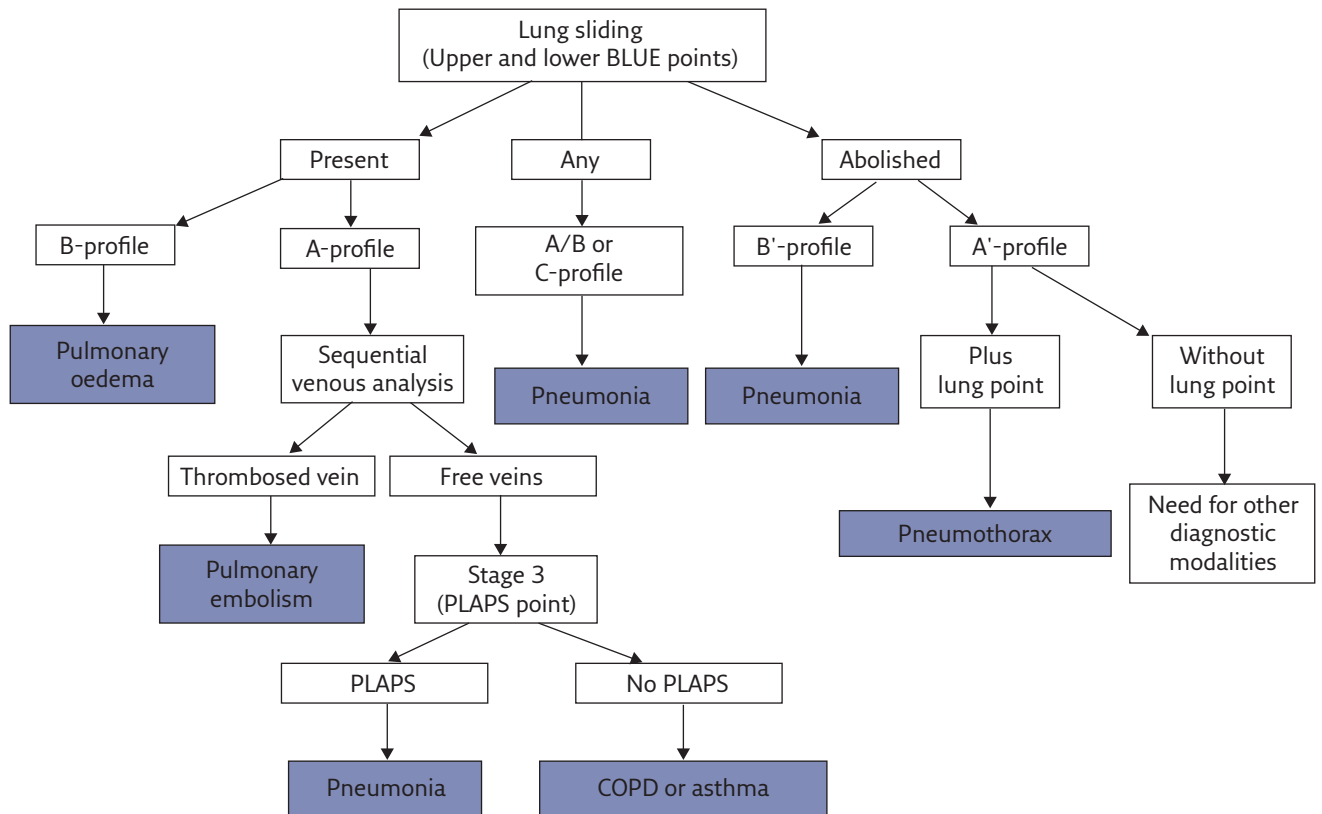 Lung sliding
(Upper and lower BLUE points)
Present
Any
Abolished
B-profile
A-profile
A/B or
C-profile
B'-profile
A'-profile
Pulmonary
oedema
Sequential
venous analysis
Pneumonia
Pneumonia
Plus
lung point
Without
lung point
Thrombosed vein
Free veins
Pneumothorax
Need for other
diagnostic
modalities
Pulmonary
embolism
Stage 3
(PLAPS point)
PLAPS
No PLAPS
Pneumonia
COPD or asthma